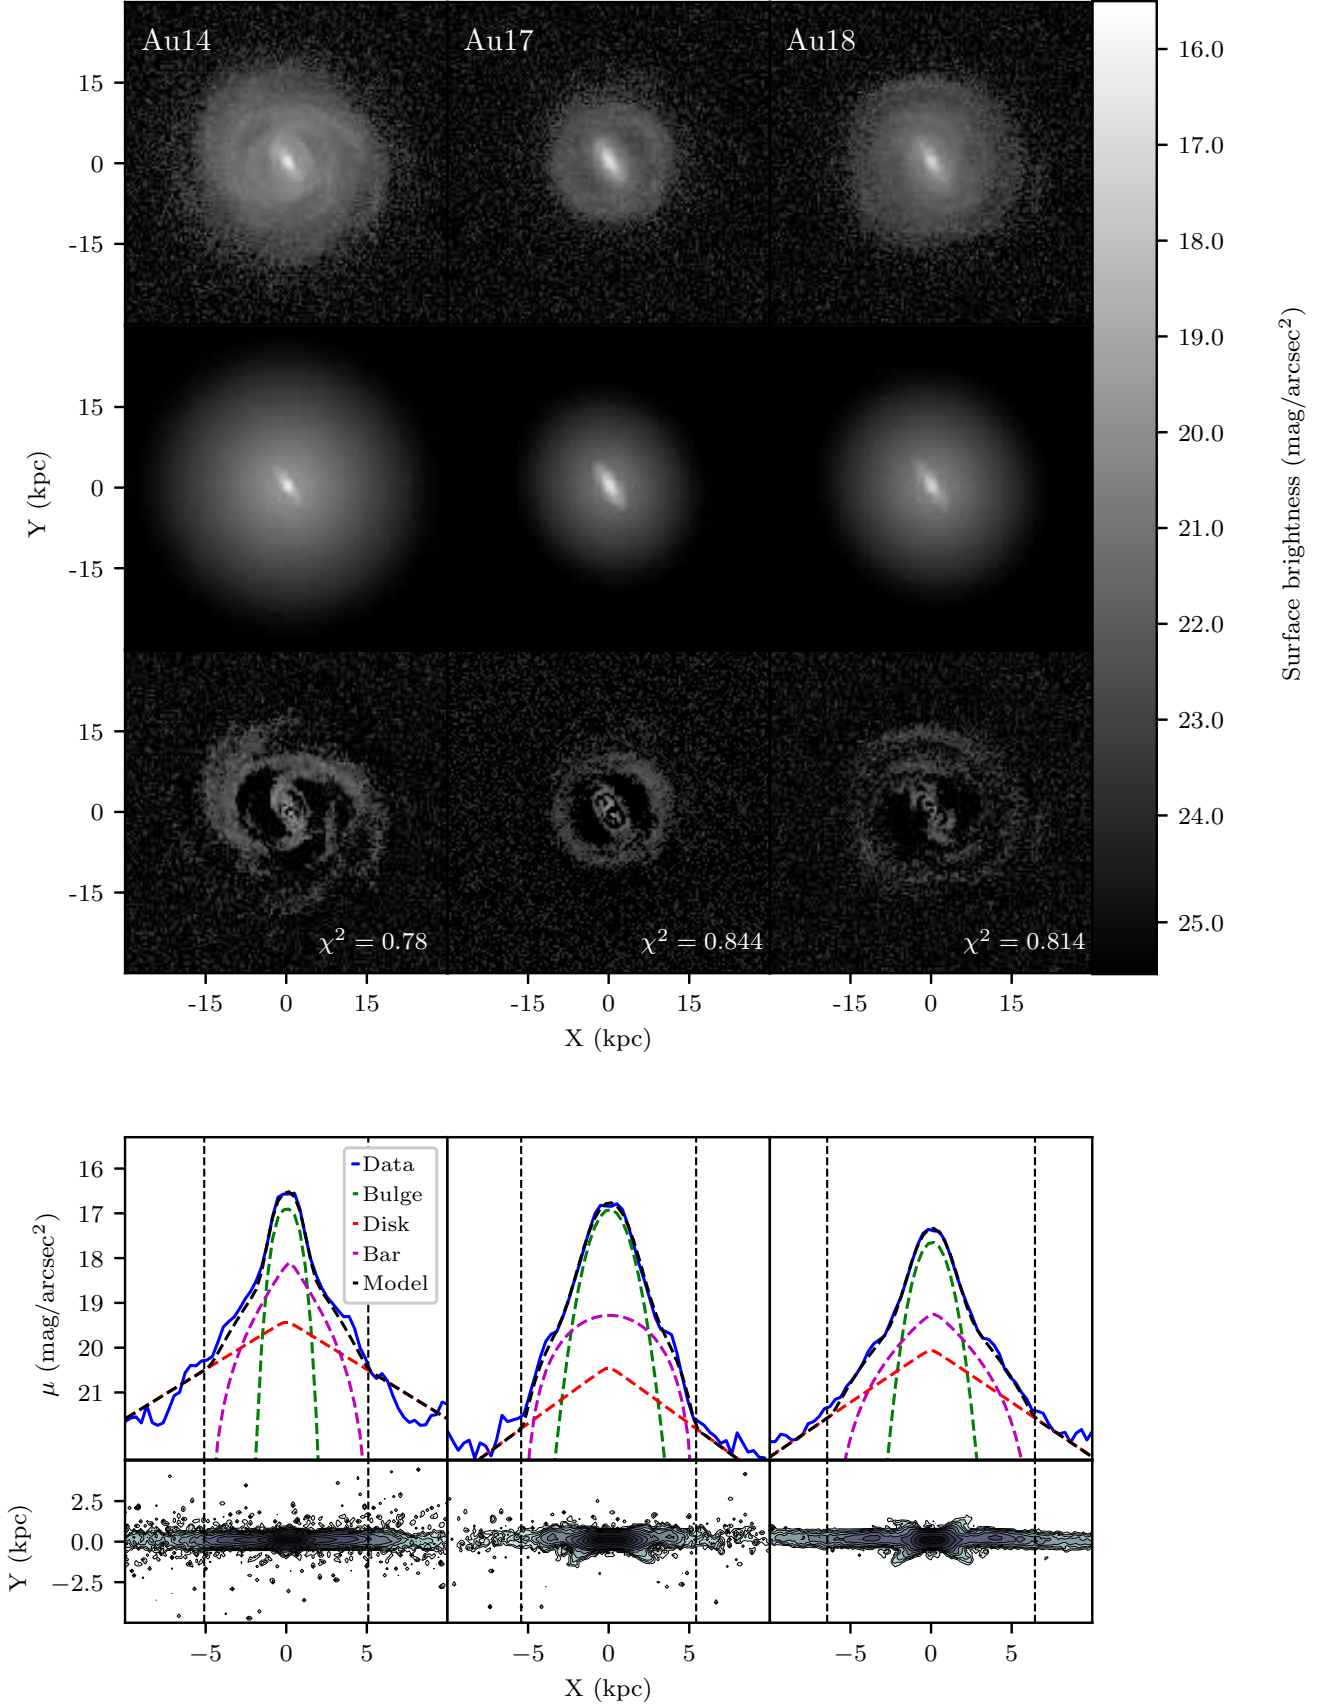 Au14 Au17 Au18
16.0
15
17.0
0
-15
18.0
19.0
15
20.0
0
21.0
-15
22.0
23.0
15
24.0
0
-15
25.0
Y (kpc)
Surface brightness (mag/arcsec²)
χ² = 0.78 χ² = 0.844 χ² = 0.814
-15 0 15 -15 0 15 -15 0 15
X (kpc)
16
17
18
19
20
21
μ (mag/arcsec²)
Data
Bulge
Disk
Bar
Model
2.5
0.0
−2.5
Y (kpc)
−5 0 5 −5 0 5 −5 0 5
X (kpc)